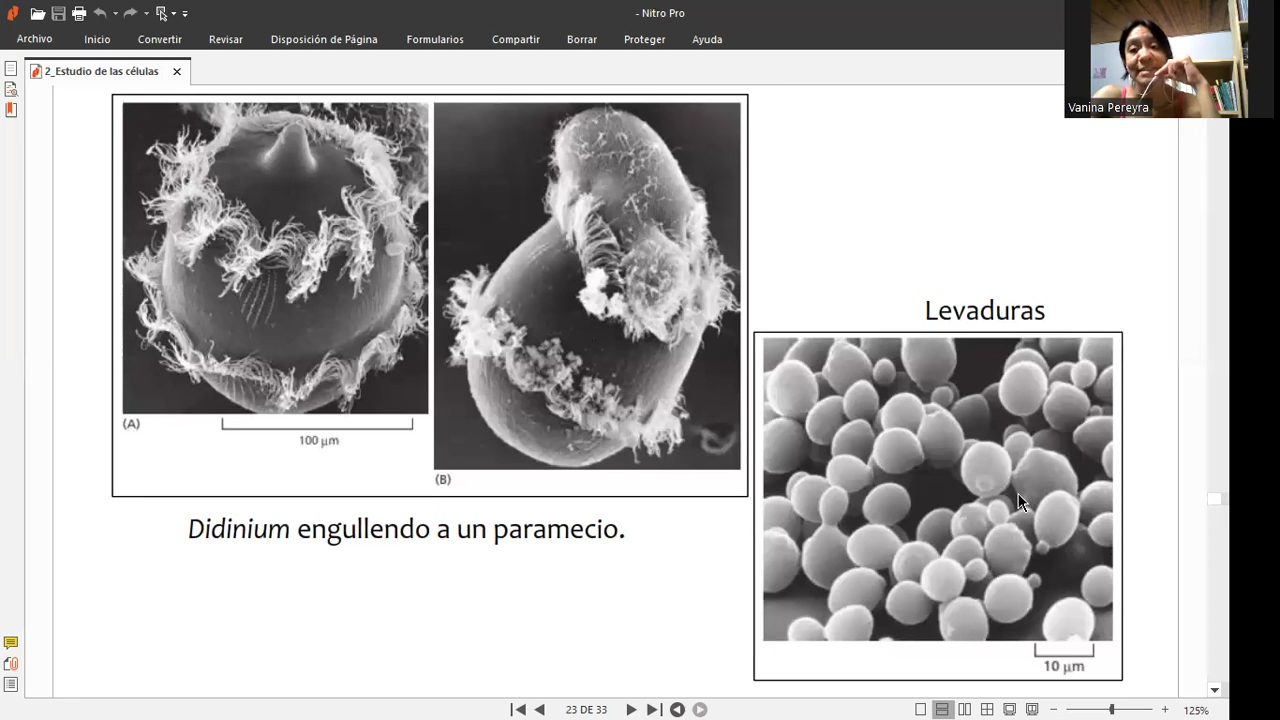 - Nitro Pro
Archivo Inicio Convertir Revisar Disposición de Página Formularios Compartir Borrar Proteger Ayuda
2_Estudio de las células
Vanina Pereyra
(A)
100 µm
(B)
Didinium engullendo a un paramecio.
Levaduras
10 µm
23 DE 33
125%